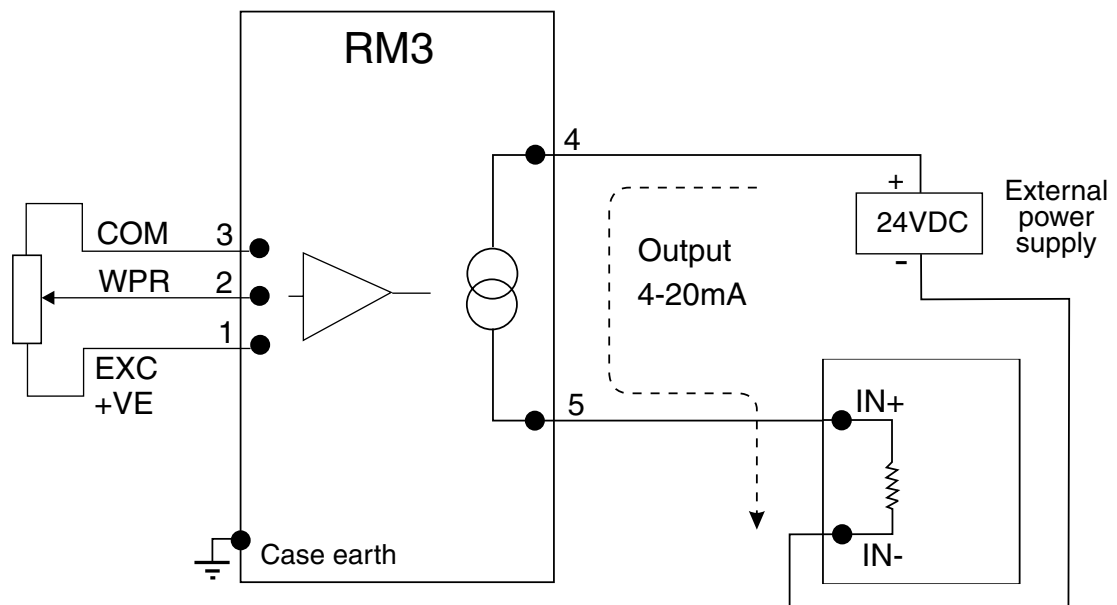 RM3
4
+
24VDC
-
External
power
supply
COM
3
WPR
2
1
EXC
+VE
Output
4-20mA
5
IN+
IN-
Case earth